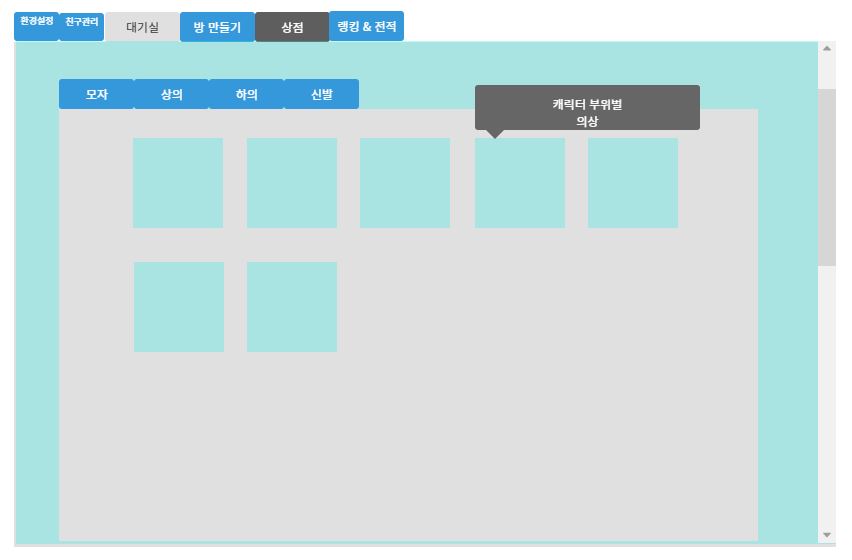 환경설정 친구관리 대기실 방 만들기 상점 랭킹 & 전적
모자 상의 하의 신발
캐릭터 부위별
의상